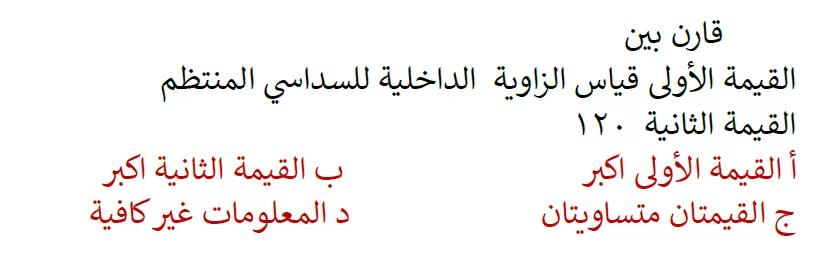 قارن بين
القيمة الأولى قياس الزاوية الداخلية للسداسي المنتظم
القيمة الثانية ١٢٠
أ القيمة الأولى اكبر ب القيمة الثانية اكبر
ج القيمتان متساويتان د المعلومات غير كافية